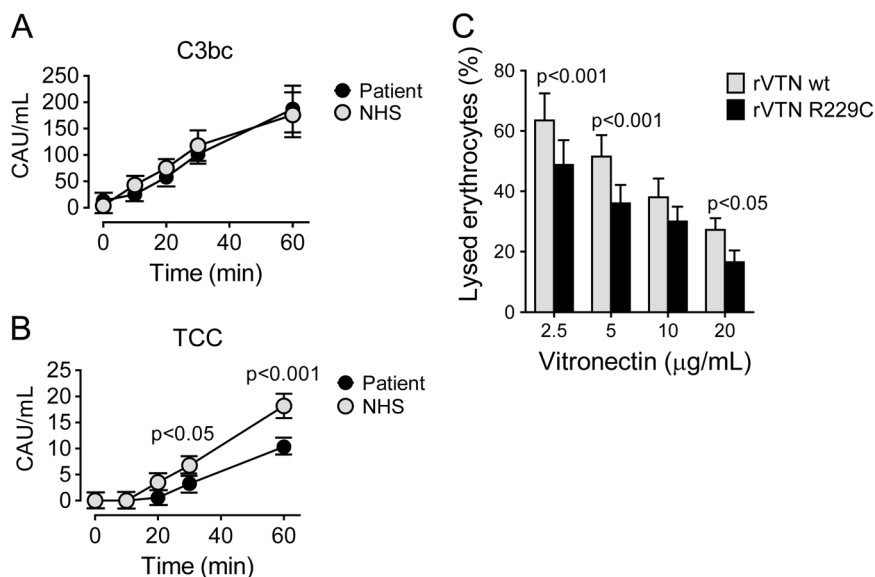 A
C3bc
250
200
150
100
50
0
CAU/mL
0 20 40 60
Time (min)
Patient
NHS
B
TCC
25
20
15
10
5
0
CAU/mL
p<0.05
p<0.001
0 20 40 60
Time (min)
Patient
NHS
C
80
60
40
20
0
Lysed erythrocytes (%)
p<0.001
p<0.001
p<0.05
rVTN wt
rVTN R229C
2.5 5 10 20
Vitronectin (μg/mL)